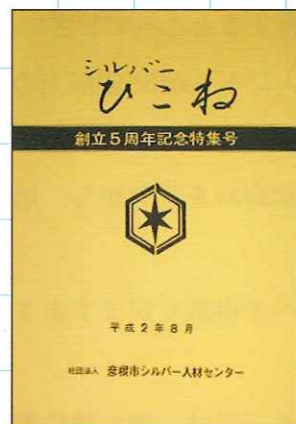 シルバー
ひこね
創立5周年記念特集号
平成2年8月
社団法人 彦根市シルバー人材センター